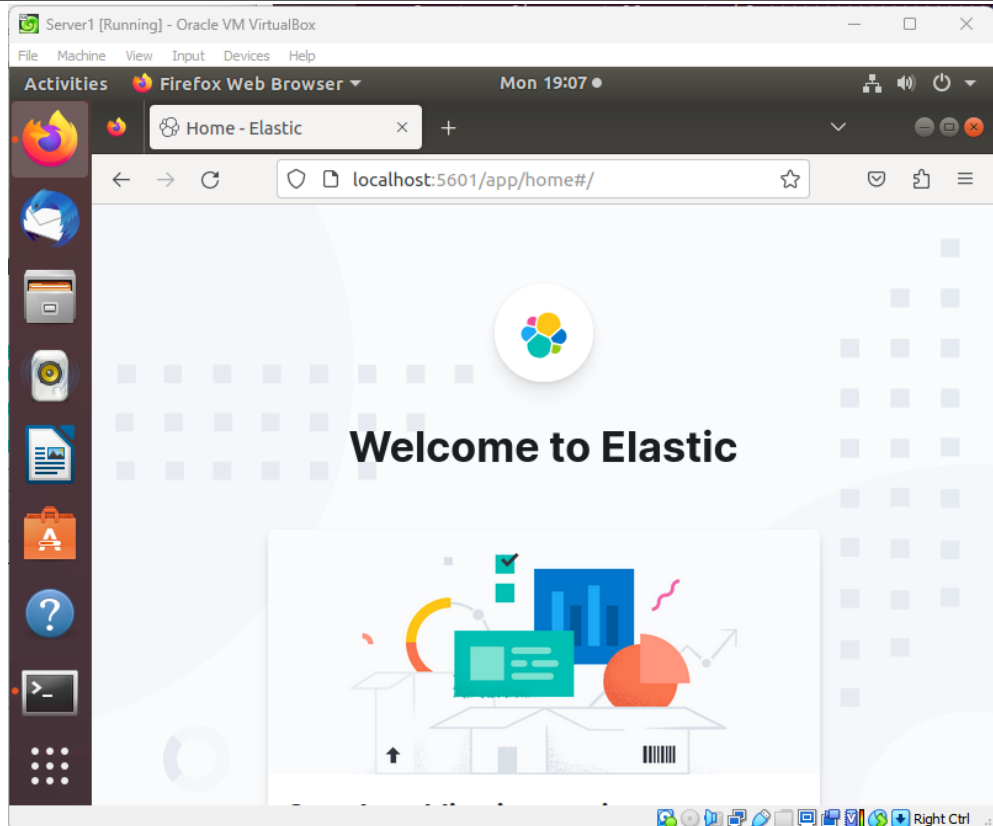 Server1 [Running] - Oracle VM VirtualBox
File Machine View Input Devices Help
Activities Firefox Web Browser Mon 19:07
Home - Elastic
localhost:5601/app/home#/
Welcome to Elastic
Right Ctrl